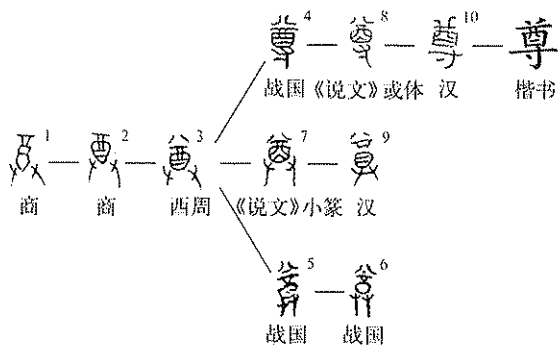 4 8 10 尊
战国 《说文》或体 汉 楷书
1 2 3 7 9
商 商 西周 《说文》小篆 汉
5 6
战国 战国